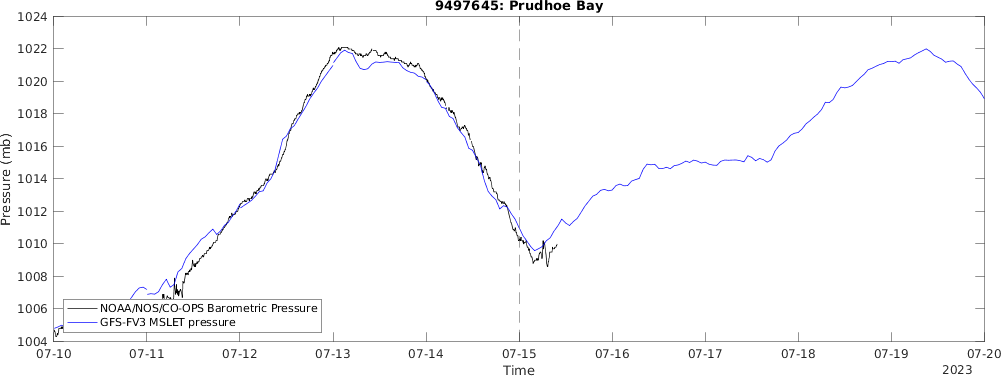 9497645: Prudhoe Bay
1024
1022
1020
1018
1016
1014
1012
1010
1008
1006
1004
Pressure (mb)
NOAA/NOS/CO-OPS Barometric Pressure
GFS-FV3 MSLET pressure
07-10 07-11 07-12 07-13 07-14 07-15 07-16 07-17 07-18 07-19 07-20
Time
2023